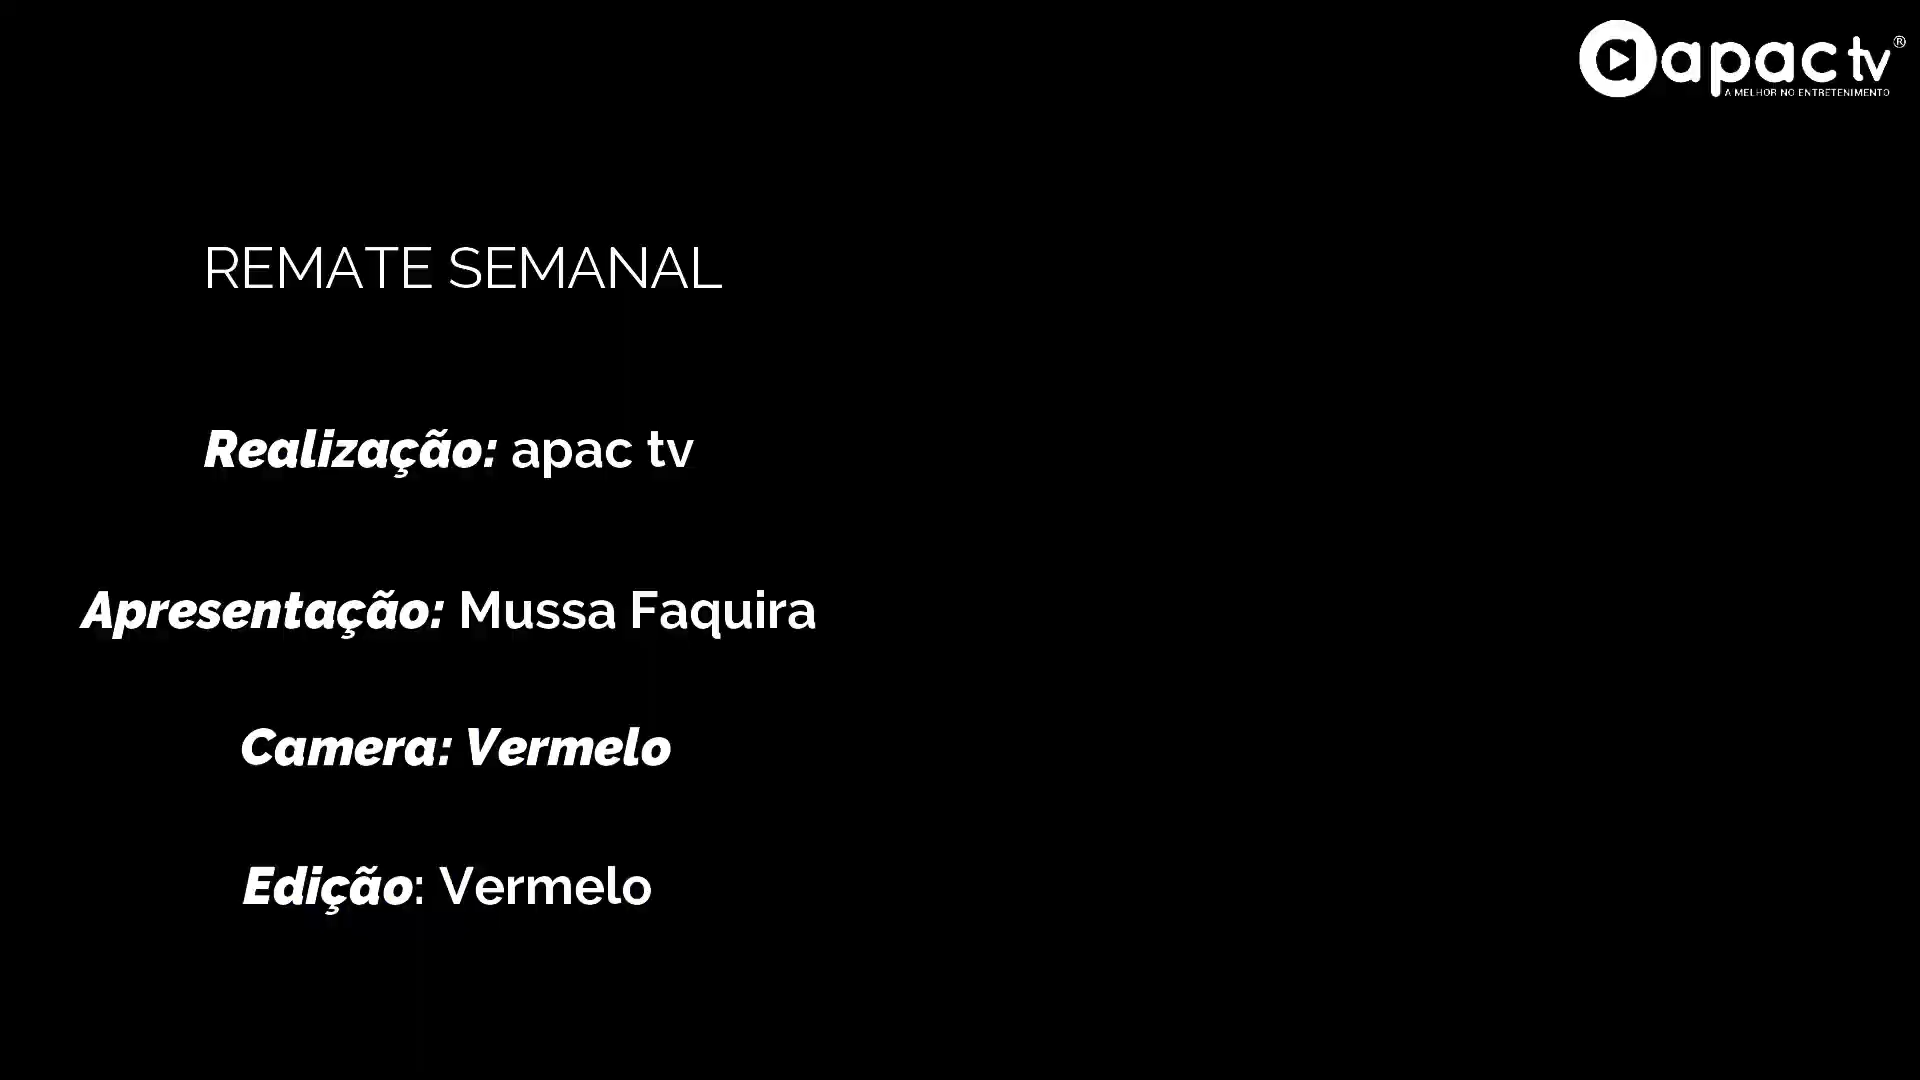 apac tv®
A MELHOR NO ENTRETENIMENTO
REMATE SEMANAL
Realização: apac tv
Apresentação: Mussa Faquira
Camera: Vermelo
Edição: Vermelo